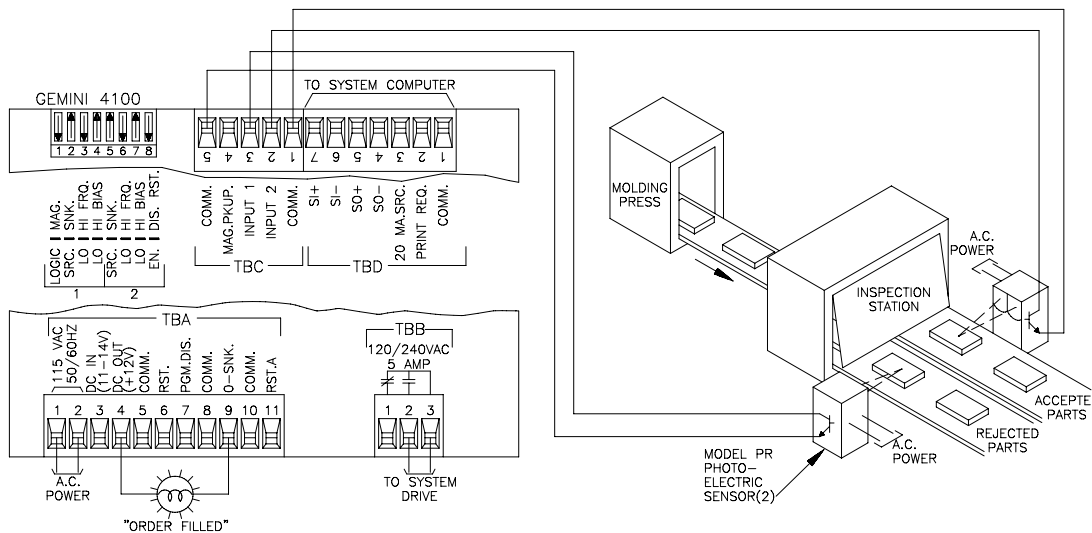 TO SYSTEM COMPUTER
GEMINI 4100
1 2 3 4 5 6 7 8
5 4 3 2 1 7 6 5 4 3 2 1
LOGIC | MAG.
SRC. | SNK.
LO | HI FRQ.
LO | HI BIAS
SRC. | SNK.
LO | HI FRQ.
LO | HI BIAS
EN. | DIS. RST.
1 2
COMM.
MAG.PKUP.
INPUT 1
INPUT 2
COMM.
SI+
SI-
SO+
SO-
20 MA.SRC.
PRINT REQ.
COMM.
TBC TBD
TBA
115 VAC
50/60HZ
DC IN
(11-14V)
DC OUT
(+12V)
COMM.
RST.
PGM.DIS.
COMM.
O-SNK.
COMM.
RST.A
1 2 3 4 5 6 7 8 9 10 11
A.C.
POWER
"ORDER FILLED"
TBB
120/240VAC
5 AMP
1 2 3
TO SYSTEM
DRIVE
MOLDING
PRESS
INSPECTION
STATION
A.C.
POWER
ACCEPTE
PARTS
REJECTED
PARTS
A.C.
POWER
MODEL PR
PHOTO-
ELECTRIC
SENSOR(2)